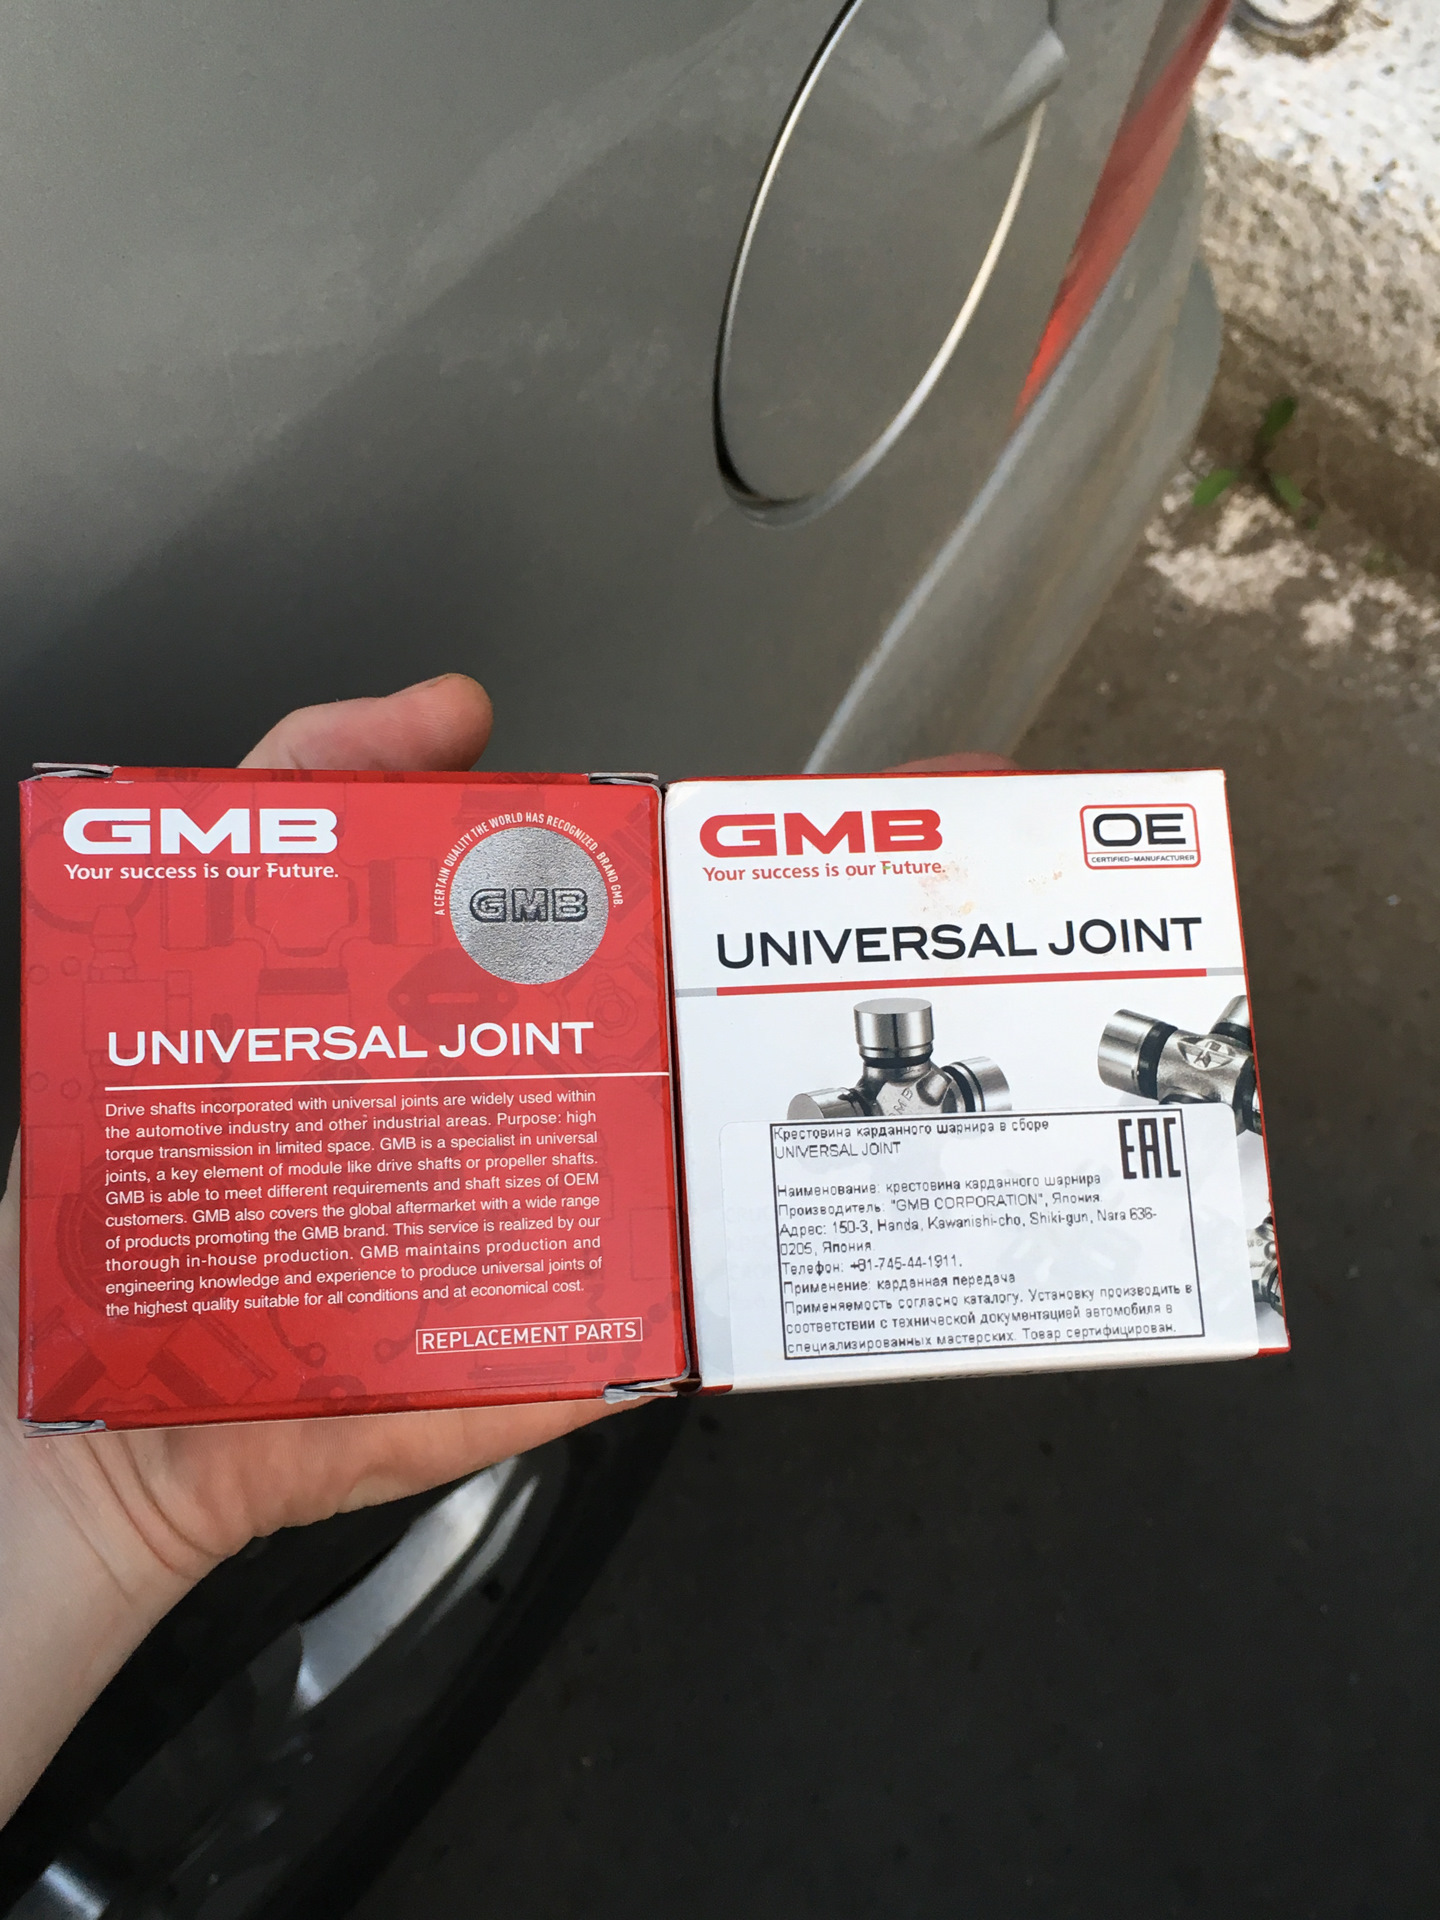 GMB
Your success is our Future.
A CERTAIN QUALITY THE WORLD HAS RECOGNIZED. BRAND GMB.
GMB
UNIVERSAL JOINT
Drive shafts incorporated with universal joints are widely used within
the automotive industry and other industrial areas. Purpose: high
torque transmission in limited space. GMB is a specialist in universal
joints, a key element of module like drive shafts or propeller shafts.
GMB is able to meet different requirements and shaft sizes of OEM
customers. GMB also covers the global aftermarket with a wide range
of products promoting the GMB brand. This service is realized by our
thorough in-house production. GMB maintains production and
engineering knowledge and experience to produce universal joints of
the highest quality suitable for all conditions and at economical cost.
REPLACEMENT PARTS
GMB
Your success is our Future.
OE
CERTIFIED-MANUFACTURER
UNIVERSAL JOINT
GMB
Крестовина карданного шарнира в сборе
UNIVERSAL JOINT
EAC
Наименование: крестовина карданного шарнира
Производитель: "GMB CORPORATION", Япония.
Адрес: 150-3, Handa, Kawanishi-cho, Shiki-gun, Nara 636-
0205, Япония.
Телефон: +81-745-44-1911.
Применение: карданная передача
Применяемость согласно каталогу. Установку производить в
соответствии с технической документацией автомобиля в
специализированных мастерских. Товар сертифицирован.